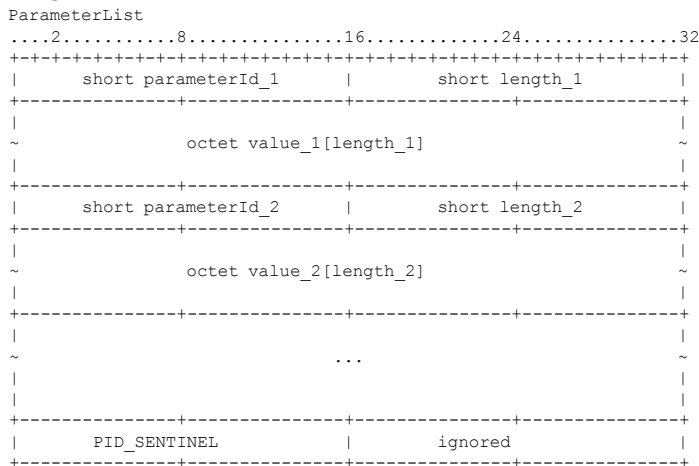 ParameterList
....2...........8...............16.............24...............32
+-+-+-+-+-+-+-+-+-+-+-+-+-+-+-+-+-+-+-+-+-+-+-+-+-+-+-+-+-+-+-+-+
|      short parameterId_1      |        short length_1         |
+---------------+---------------+---------------+---------------+
|                                                               |
~                octet value_1[length_1]                        ~
|                                                               |
+---------------+---------------+---------------+---------------+
|      short parameterId_2      |        short length_2         |
+---------------+---------------+---------------+---------------+
|                                                               |
~                octet value_2[length_2]                        ~
|                                                               |
+---------------+---------------+---------------+---------------+
|                                                               |
~                              ...                              ~
|                                                               |
|                                                               |
+---------------+---------------+---------------+---------------+
|       PID_SENTINEL            |        ignored                |
+---------------+---------------+---------------+---------------+